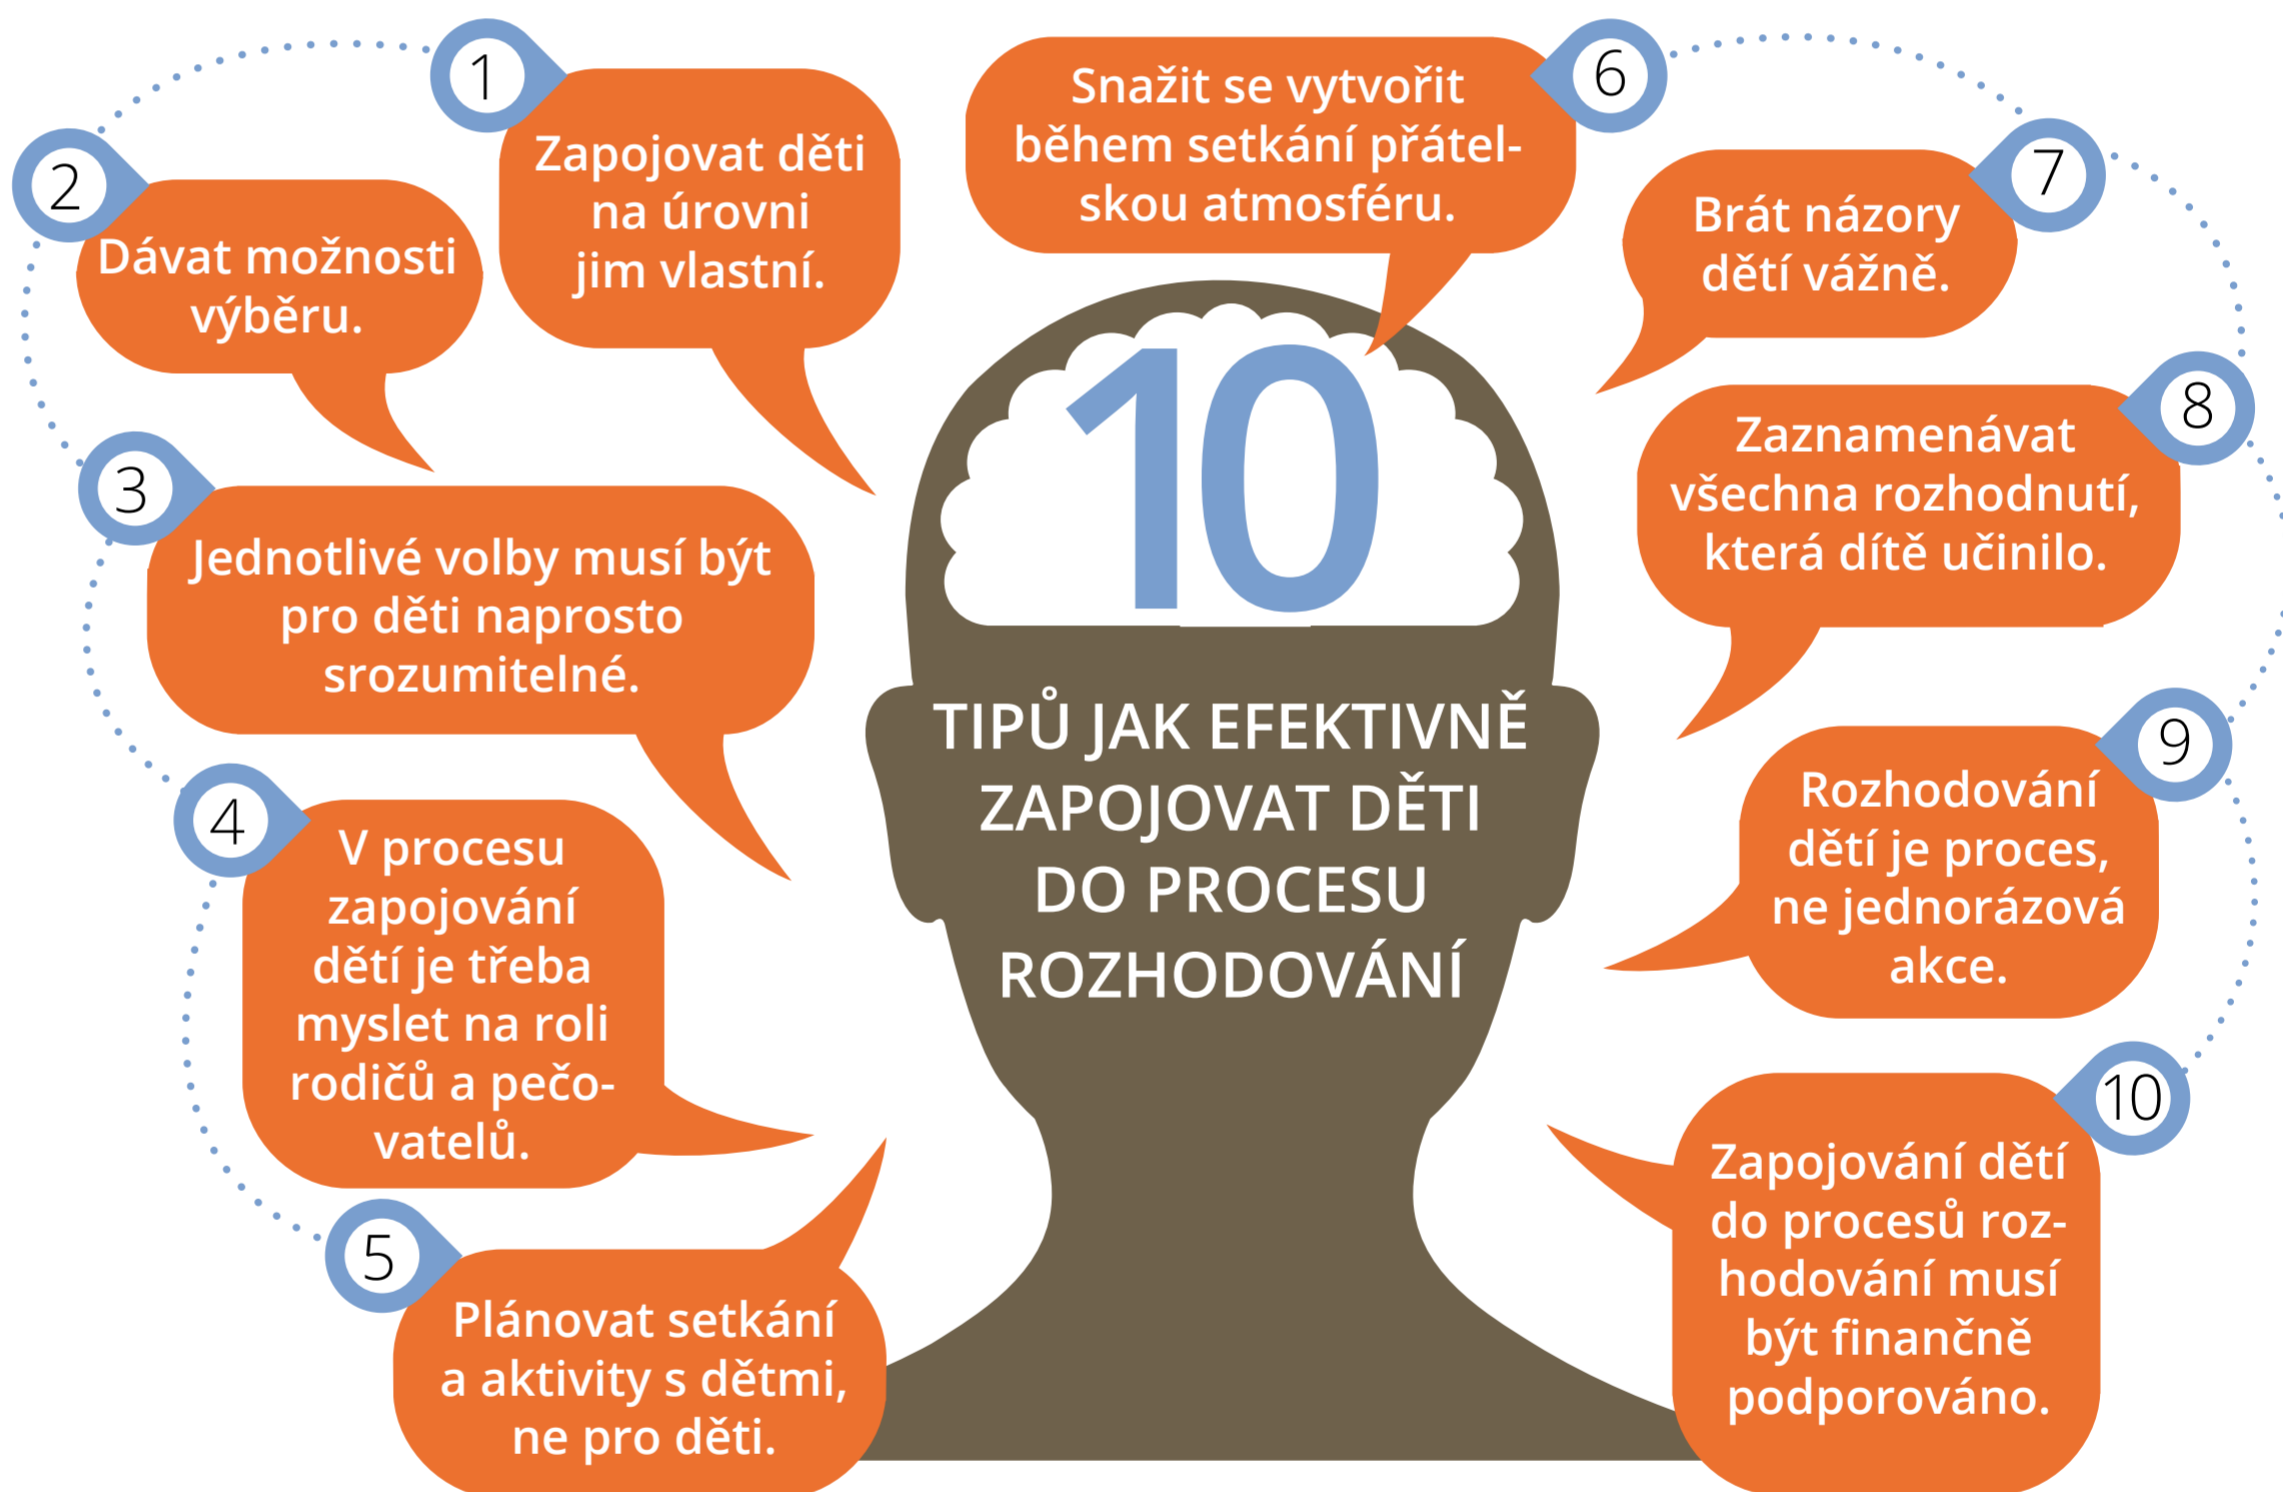 10
TIPŮ JAK EFEKTIVNĚ
ZAPOJOVAT DĚTI
DO PROCESU
ROZHODOVÁNÍ
1
Zapojovat děti
na úrovni
jim vlastní.
2
Dávat možnosti
výběru.
3
Jednotlivé volby musí být
pro děti naprosto
srozumitelné.
4
V procesu
zapojování
dětí je třeba
myslet na roli
rodičů a pečo-
vatelů.
5
Plánovat setkání
a aktivity s dětmi,
ne pro děti.
6
Snažit se vytvořit
během setkání přátel-
skou atmosféru.
7
Brát názory
dětí vážně.
8
Zaznamenávat
všechna rozhodnutí,
která dítě učinilo.
9
Rozhodování
dětí je proces,
ne jednorázová
akce.
10
Zapojování dětí
do procesů roz-
hodování musí
být finančně
podporováno.